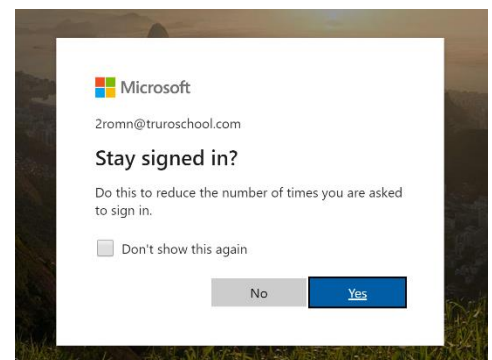 Microsoft
2romn@truroschool.com
Stay signed in?
Do this to reduce the number of times you are asked
to sign in.
Don't show this again
No
Yes